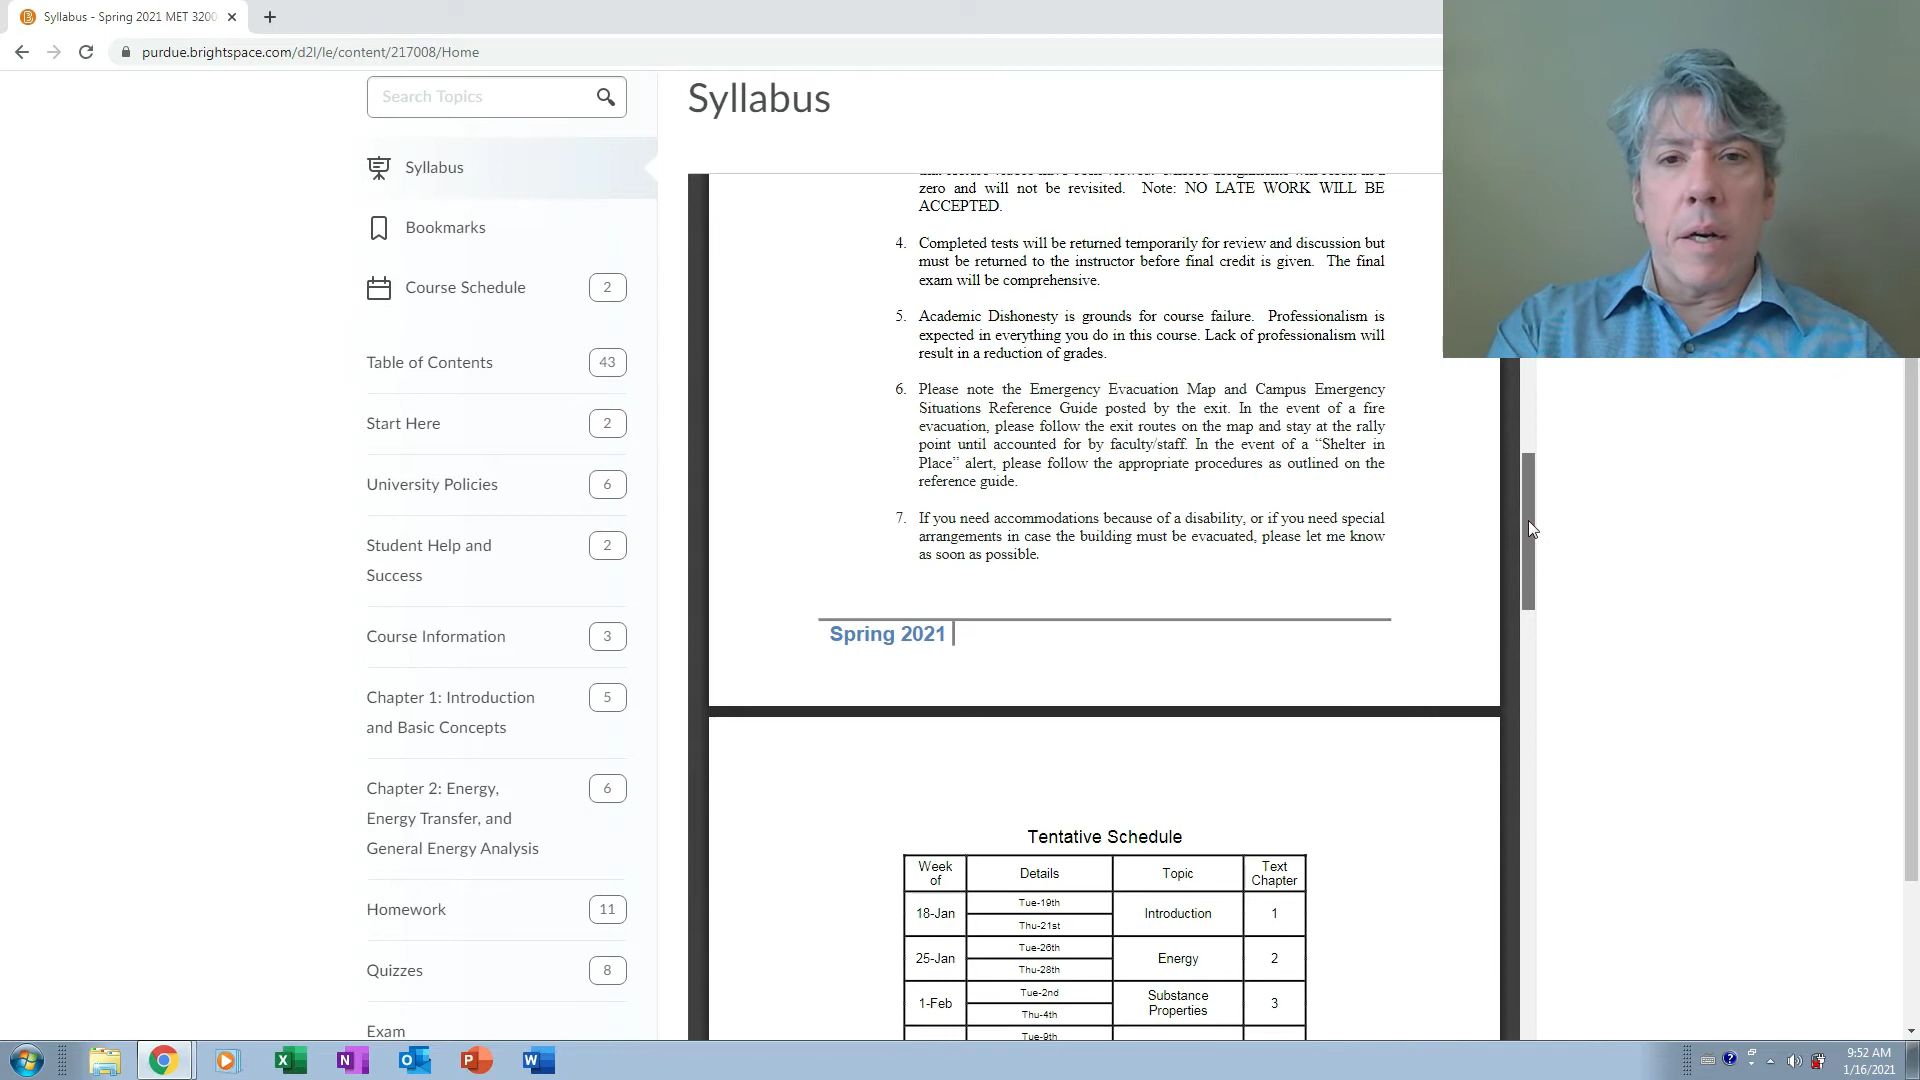 Syllabus - Spring 2021 MET 3200
purdue.brightspace.com/d2l/le/content/217008/Home
Search Topics
Syllabus
Bookmarks
Course Schedule 2
Table of Contents 43
Start Here 2
University Policies 6
Student Help and 2
Success
Course Information 3
Chapter 1: Introduction 5
and Basic Concepts
Chapter 2: Energy, 6
Energy Transfer, and
General Energy Analysis
Homework 11
Quizzes 8
Exam
Syllabus
zero and will not be revisited. Note: NO LATE WORK WILL BE
ACCEPTED.
4. Completed tests will be returned temporarily for review and discussion but
must be returned to the instructor before final credit is given. The final
exam will be comprehensive.
5. Academic Dishonesty is grounds for course failure. Professionalism is
expected in everything you do in this course. Lack of professionalism will
result in a reduction of grades.
6. Please note the Emergency Evacuation Map and Campus Emergency
Situations Reference Guide posted by the exit. In the event of a fire
evacuation, please follow the exit routes on the map and stay at the rally
point until accounted for by faculty/staff. In the event of a “Shelter in
Place” alert, please follow the appropriate procedures as outlined on the
reference guide.
7. If you need accommodations because of a disability, or if you need special
arrangements in case the building must be evacuated, please let me know
as soon as possible.
Spring 2021 |
Tentative Schedule
Week of Details Topic Text Chapter
18-Jan Tue-19th Introduction 1
Thu-21st
25-Jan Tue-26th Energy 2
Thu-28th
1-Feb Tue-2nd Substance Properties 3
Thu-4th
Tue-9th
9:52 AM
1/16/2021